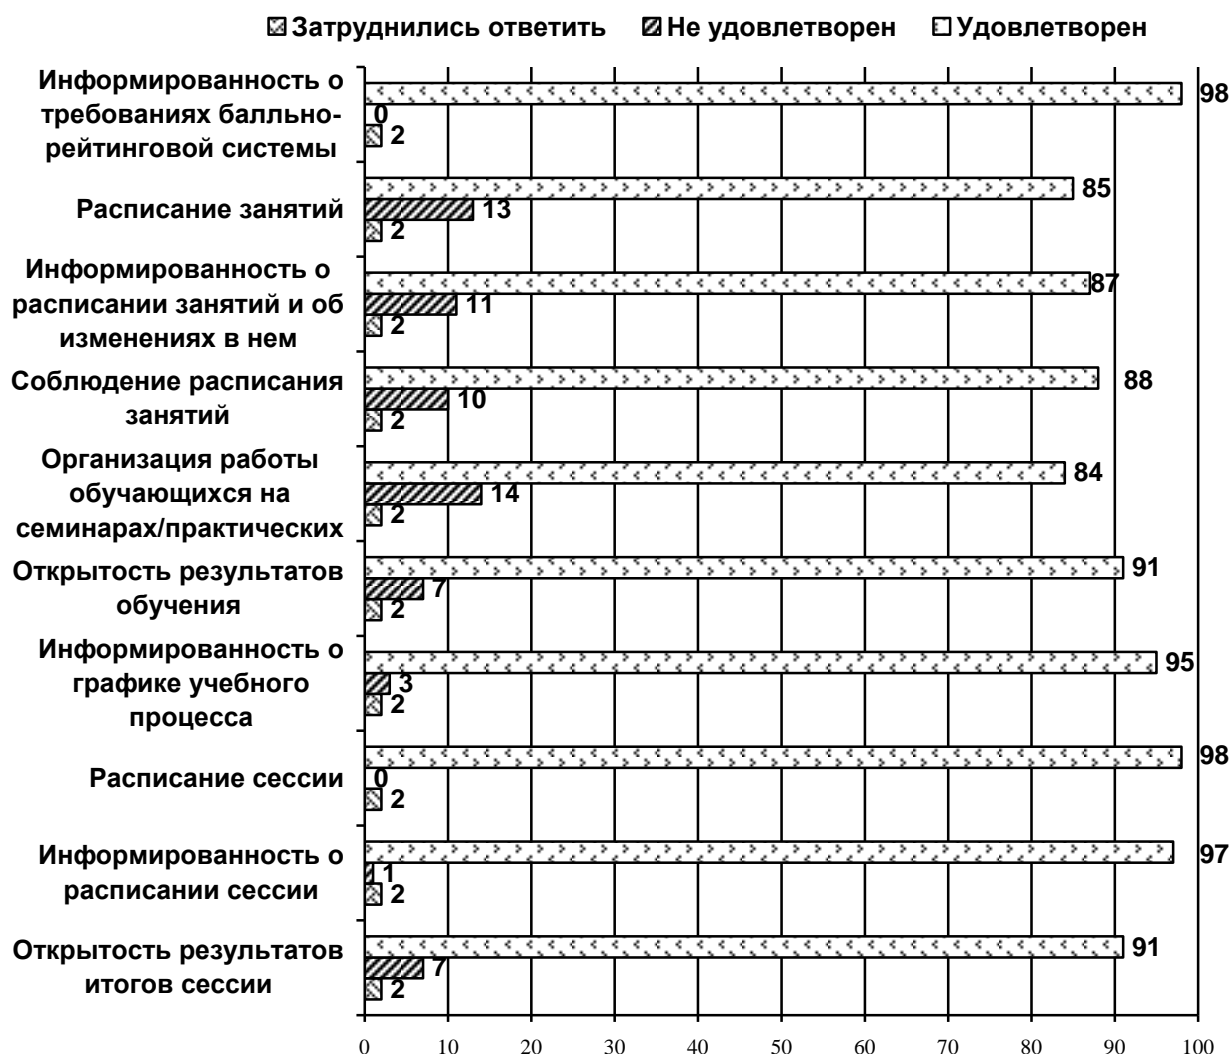 Затруднились ответить Не удовлетворен Удовлетворен
Информированность о
требованиях балльно-
рейтинговой системы
98
0
2
Расписание занятий
85
13
2
Информированность о
расписании занятий и об
изменениях в нем
87
11
2
Соблюдение расписания
занятий
88
10
2
Организация работы
обучающихся на
семинарах/практических
84
14
2
Открытость результатов
обучения
91
7
2
Информированность о
графике учебного
процесса
95
3
2
Расписание сессии
98
0
2
Информированность о
расписании сессии
97
1
2
Открытость результатов
итогов сессии
91
7
2
0 10 20 30 40 50 60 70 80 90 100